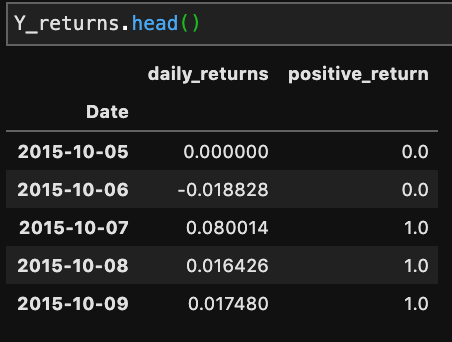 Y_returns.head()
daily_returns positive_return
Date
2015-10-05 0.000000 0.0
2015-10-06 -0.018828 0.0
2015-10-07 0.080014 1.0
2015-10-08 0.016426 1.0
2015-10-09 0.017480 1.0